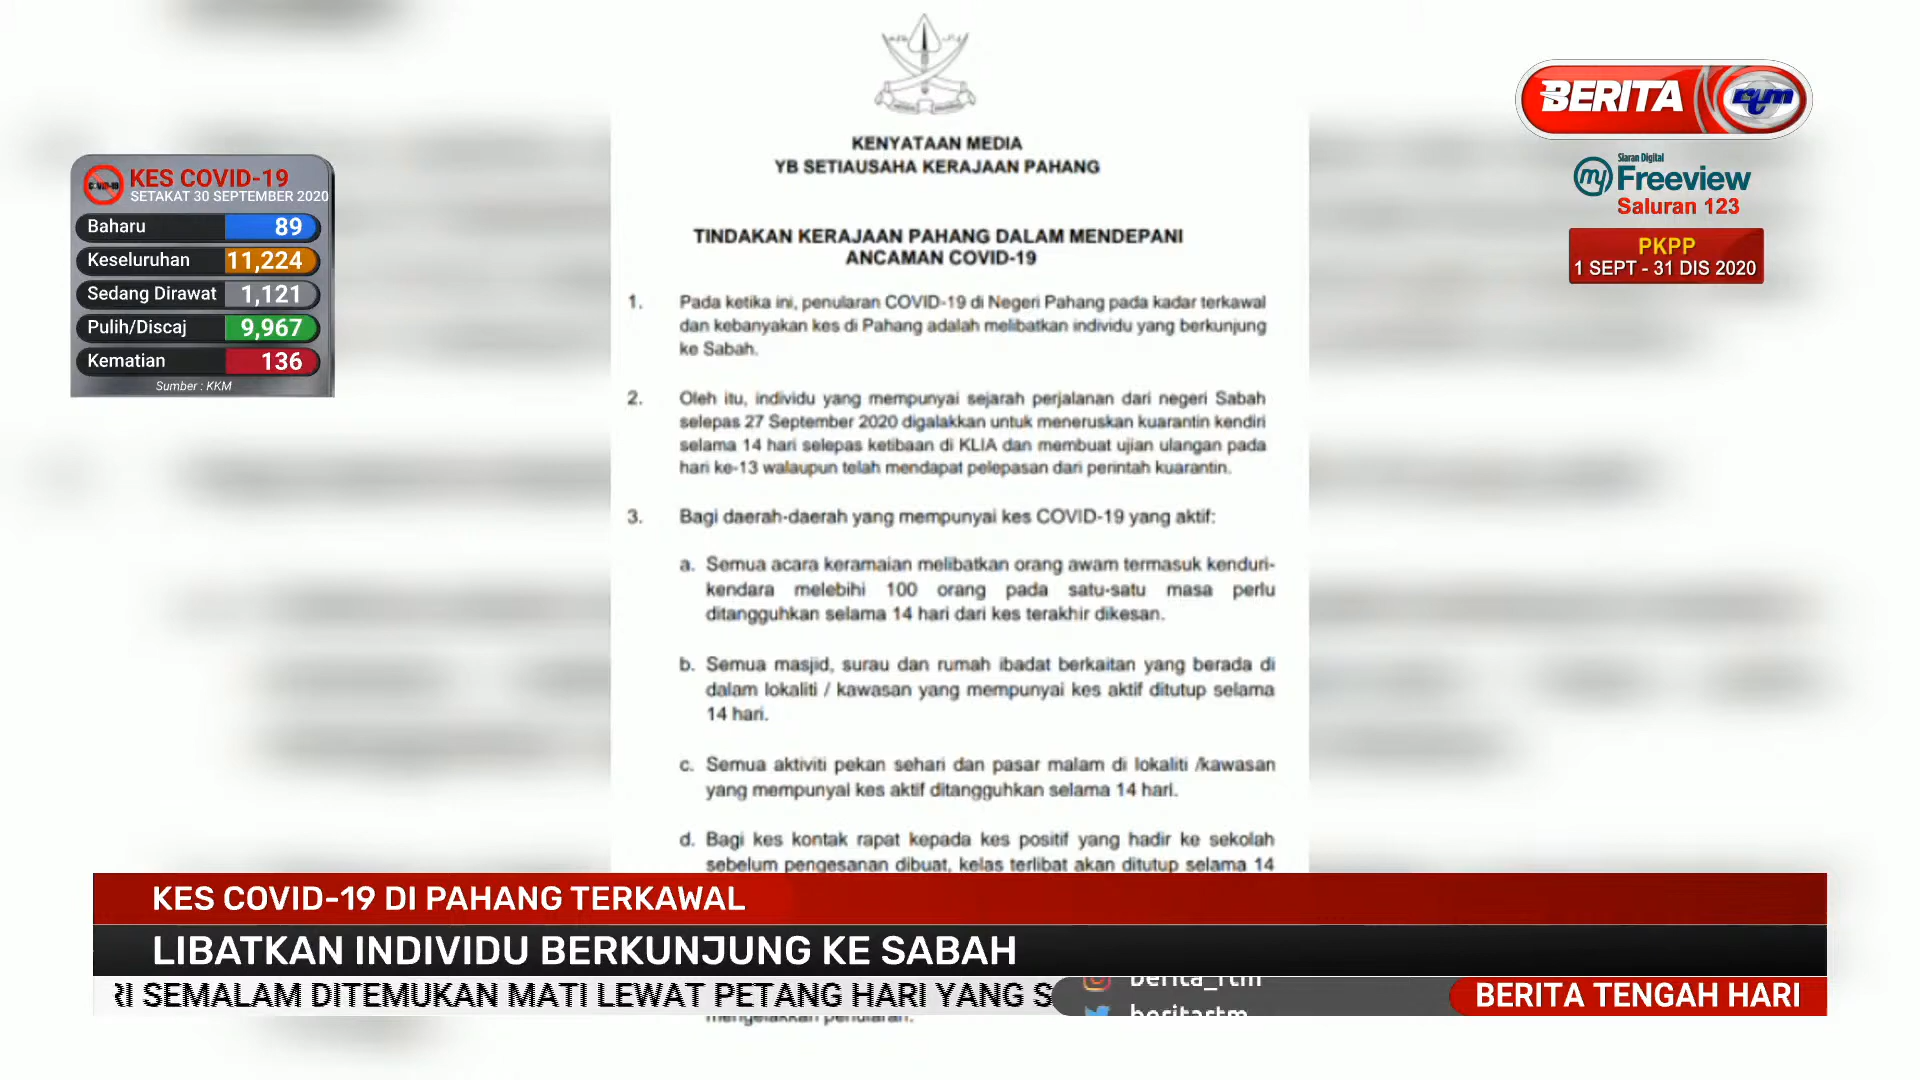 KENYATAAN MEDIA
YB SETIAUSAHA KERAJAAN PAHANG
TINDAKAN KERAJAAN PAHANG DALAM MENDEPANI
ANCAMAN COVID-19
1. Pada ketika ini, penularan COVID-19 di Negeri Pahang pada kadar terkawal
dan kebanyakan kes di Pahang adalah melibatkan individu yang berkunjung
ke Sabah.
2. Oleh itu, individu yang mempunyai sejarah perjalanan dari negeri Sabah
selepas 27 September 2020 digalakkan untuk meneruskan kuarantin kendiri
selama 14 hari selepas ketibaan di KLIA dan membuat ujian ulangan pada
hari ke-13 walaupun telah mendapat pelepasan dari perintah kuarantin.
3. Bagi daerah-daerah yang mempunyai kes COVID-19 yang aktif:
a. Semua acara keramaian melibatkan orang awam termasuk kenduri-
kendara melebihi 100 orang pada satu-satu masa perlu
ditangguhkan selama 14 hari dari kes terakhir dikesan.
b. Semua masjid, surau dan rumah ibadat berkaitan yang berada di
dalam lokaliti / kawasan yang mempunyai kes aktif ditutup selama
14 hari.
c. Semua aktiviti pekan sehari dan pasar malam di lokaliti /kawasan
yang mempunyai kes aktif ditangguhkan selama 14 hari.
d. Bagi kes kontak rapat kepada kes positif yang hadir ke sekolah
sebelum pengesanan dibuat, kelas terlibat akan ditutup selama 14
mengelakkan penularan.
KES COVID-19
SETAKAT 30 SEPTEMBER 2020
Baharu 89
Keseluruhan 11,224
Sedang Dirawat 1,121
Pulih/Discaj 9,967
Kematian 136
Sumber : KKM
BERITA rtm
Siaran Digital
my Freeview
Saluran 123
PKPP
1 SEPT - 31 DIS 2020
KES COVID-19 DI PAHANG TERKAWAL
LIBATKAN INDIVIDU BERKUNJUNG KE SABAH
RI SEMALAM DITEMUKAN MATI LEWAT PETANG HARI YANG S
berita_rtm
beritartm
BERITA TENGAH HARI